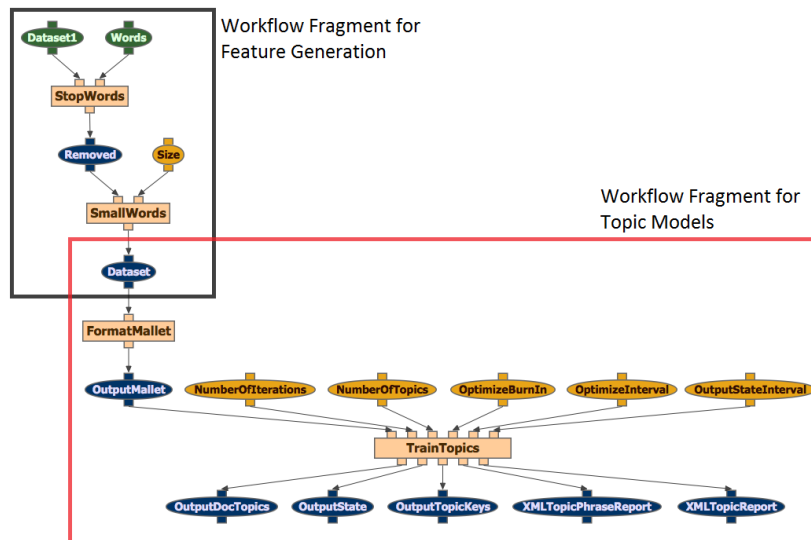 Workflow Fragment for
Feature Generation
Dataset1 Words
StopWords
Removed Size
SmallWords
Workflow Fragment for
Topic Models
Dataset
FormatMallet
OutputMallet NumberOfIterations NumberOfTopics OptimizeBurnIn OptimizeInterval OutputStateInterval
TrainTopics
OutputDocTopics OutputState OutputTopicKeys XMLTopicPhraseReport XMLTopicReport